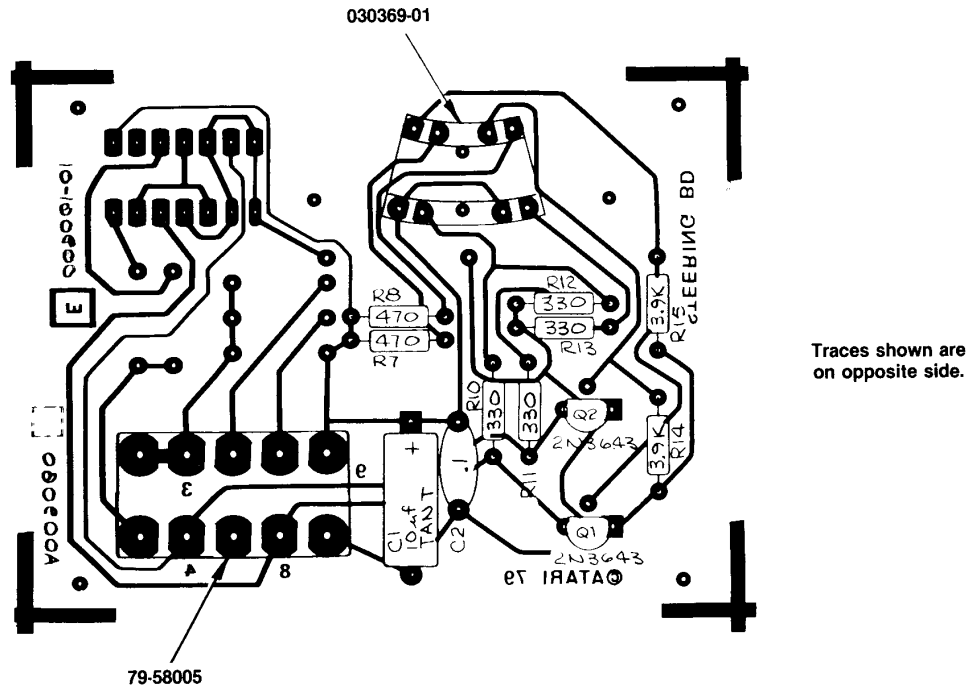 030369-01
STEERING BD
R12
330
330
R13
R8
470
470
R7
3.9K
R15
R10
330
330
R11
Q2
2N3643
3.9K
R14
Q1
2N3643
+
C1
10µf
TANT
.1
C2
E
3
9
4
8
©ATARI 79
79-58005
Traces shown are
on opposite side.